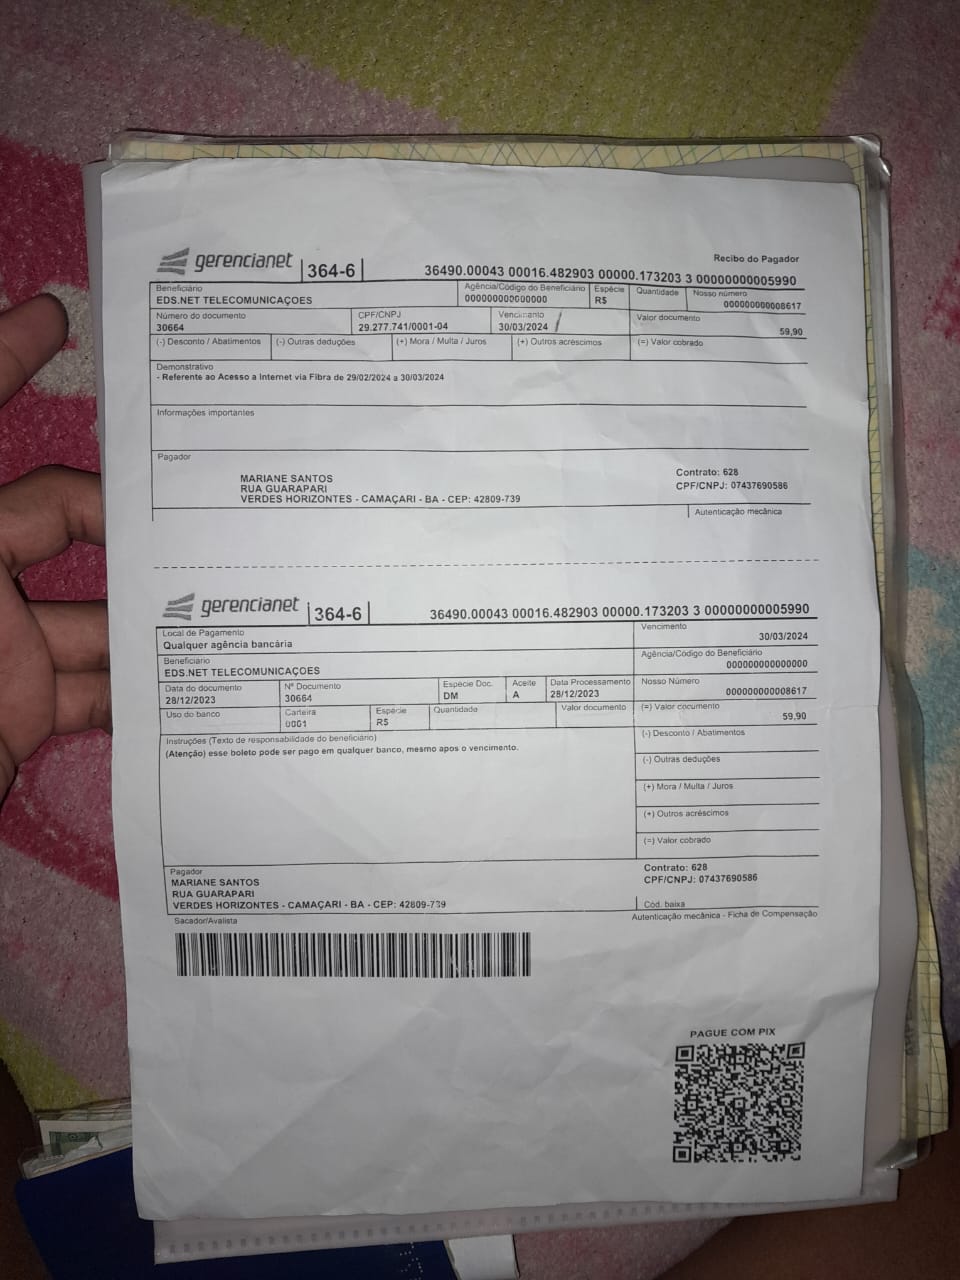 gerencianet
364-6
36490.00043 00016.482903 00000.173203 3 00000000005990
Recibo do Pagador
Beneficiário
EDS.NET TELECOMUNICAÇOES
Agência/Código do Beneficiário
000000000000000
Espécie
R$
Quantidade
Nosso número
000000000008617
Número do documento
30664
CPF/CNPJ
29.277.741/0001-04
Vencimento
30/03/2024
Valor documento
59,90
(-) Desconto / Abatimentos
(-) Outras deduções
(+) Mora / Multa / Juros
(+) Outros acréscimos
(=) Valor cobrado
Demonstrativo
- Referente ao Acesso a Internet via Fibra de 29/02/2024 a 30/03/2024
Informações importantes
Pagador
MARIANE SANTOS
RUA GUARAPARI
VERDES HORIZONTES - CAMAÇARI - BA - CEP: 42809-739
Contrato: 628
CPF/CNPJ: 07437690586
Autenticação mecânica
gerencianet
364-6
36490.00043 00016.482903 00000.173203 3 00000000005990
Local de Pagamento
Qualquer agência bancária
Vencimento
30/03/2024
Beneficiário
EDS.NET TELECOMUNICAÇOES
Agência/Código do Beneficiário
000000000000000
Data do documento
28/12/2023
Nº Documento
30664
Espécie Doc.
DM
Aceite
A
Data Processamento
28/12/2023
Nosso Número
000000000008617
Uso do banco
Carteira
0001
Espécie
R$
Quantidade
Valor documento
(=) Valor documento
59,90
Instruções (Texto de responsabilidade do beneficiário)
(Atenção) esse boleto pode ser pago em qualquer banco, mesmo apos o vencimento.
(-) Desconto / Abatimentos
(-) Outras deduções
(+) Mora / Multa / Juros
(+) Outros acréscimos
(=) Valor cobrado
Pagador
MARIANE SANTOS
RUA GUARAPARI
VERDES HORIZONTES - CAMAÇARI - BA - CEP: 42809-739
Contrato: 628
CPF/CNPJ: 07437690586
Cód. baixa
Sacador/Avalista
Autenticação mecânica - Ficha de Compensação
PAGUE COM PIX